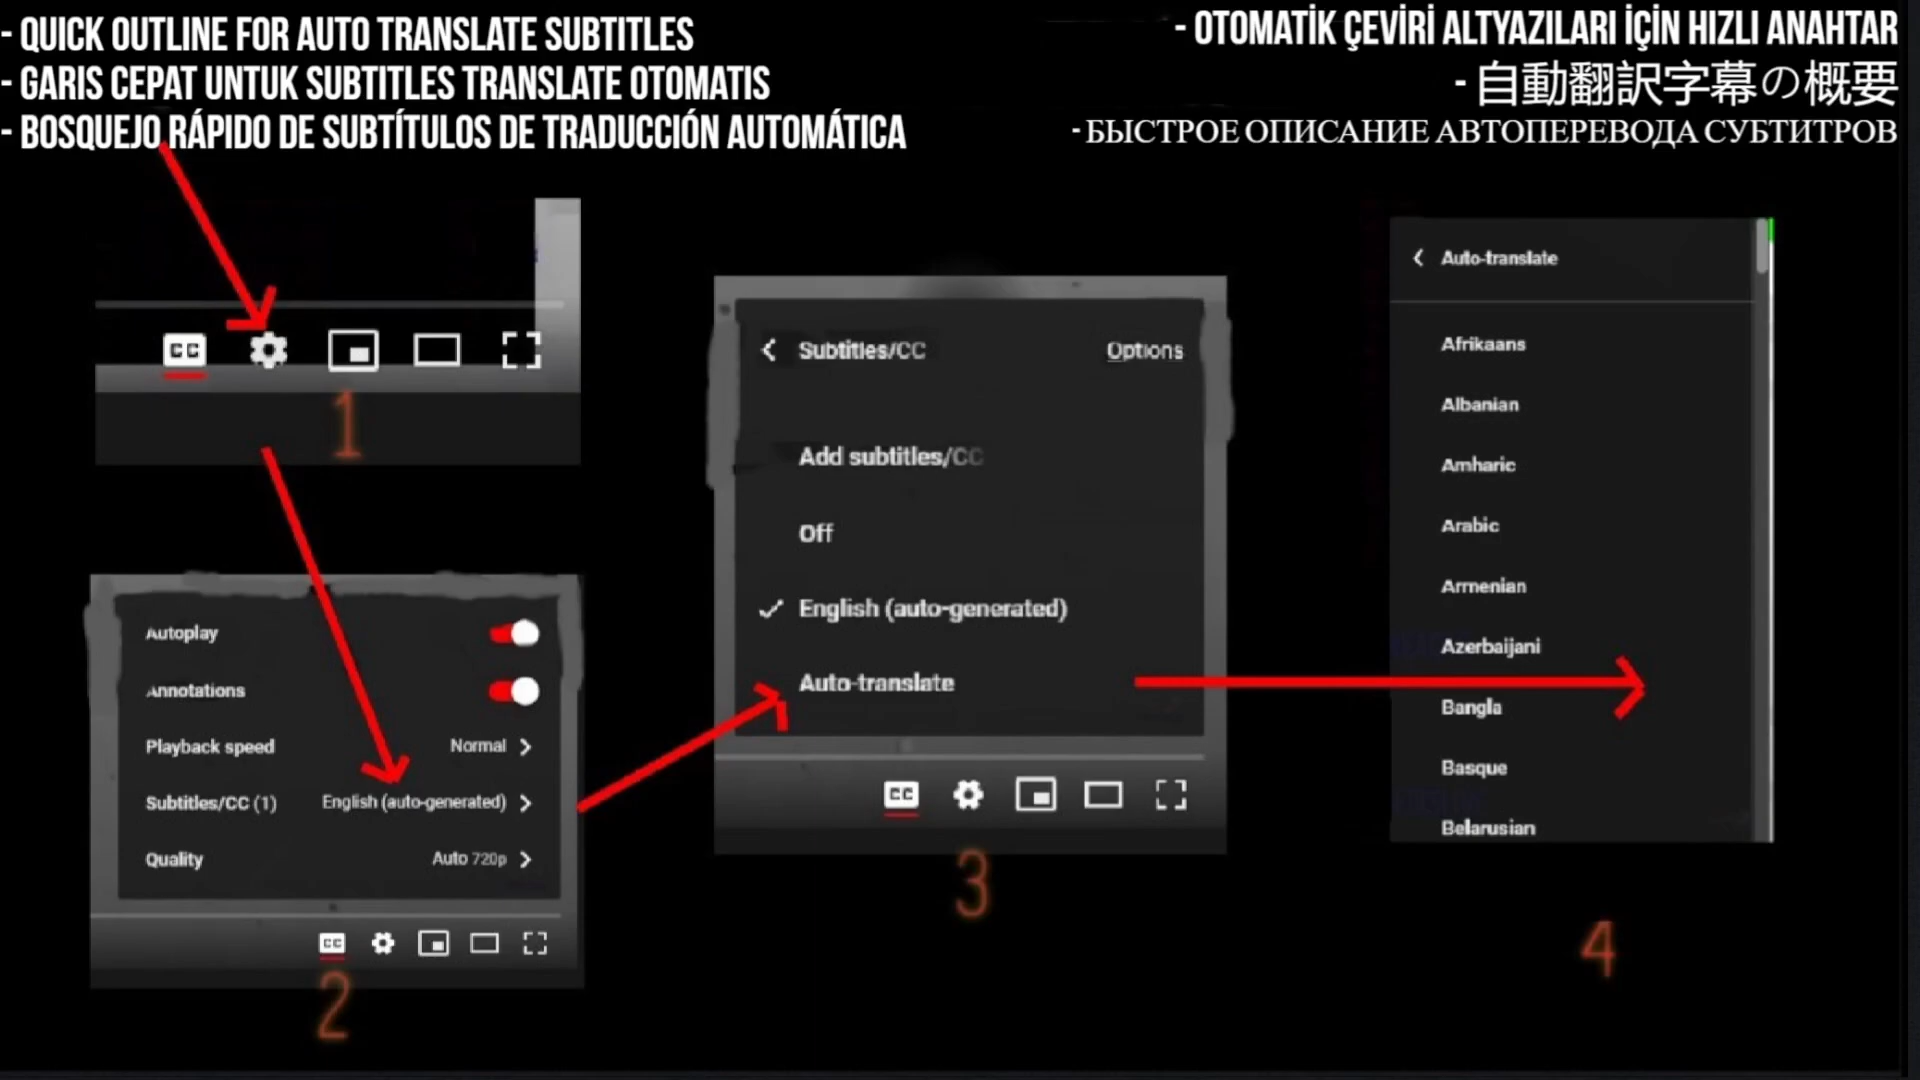 - QUICK OUTLINE FOR AUTO TRANSLATE SUBTITLES
- GARIS CEPAT UNTUK SUBTITLES TRANSLATE OTOMATIS
- BOSQUEJO RÁPIDO DE SUBTÍTULOS DE TRADUCCIÓN AUTOMÁTICA
- OTOMATİK ÇEVİRİ ALTYAZILARI İÇİN HIZLI ANAHTAR
- 自動翻訳字幕の概要
- БЫСТРОЕ ОПИСАНИЕ АВТОПЕРЕВОДА СУБТИТРОВ
CC
1
Autoplay
Annotations
Playback speed Normal
Subtitles/CC (1) English (auto-generated)
Quality Auto 720p
CC
2
Subtitles/CC Options
Add subtitles/CC
Off
English (auto-generated)
Auto-translate
CC
3
Auto-translate
Afrikaans
Albanian
Amharic
Arabic
Armenian
Azerbaijani
Bangla
Basque
Belarusian
4